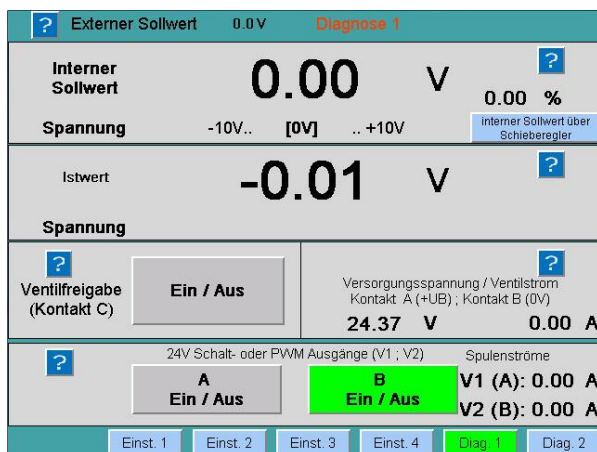 ? Externer Sollwert 0.0 V Diagnose 1
Interner Sollwert 0.00 V ?
0.00 %
Spannung -10V.. [0V] .. +10V interner Sollwert über Schieberegler
Istwert -0.01 V ?
Spannung
? ?
Ventilfreigabe (Kontakt C) Ein / Aus
Versorgungsspannung / Ventilstrom
Kontakt A (+UB) ; Kontakt B (0V)
24.37 V 0.00 A
? 24V Schalt- oder PWM Ausgänge (V1 ; V2) Spulenströme
A Ein / Aus B Ein / Aus
V1 (A): 0.00 A
V2 (B): 0.00 A
Einst. 1 Einst. 2 Einst. 3 Einst. 4 Diag. 1 Diag. 2